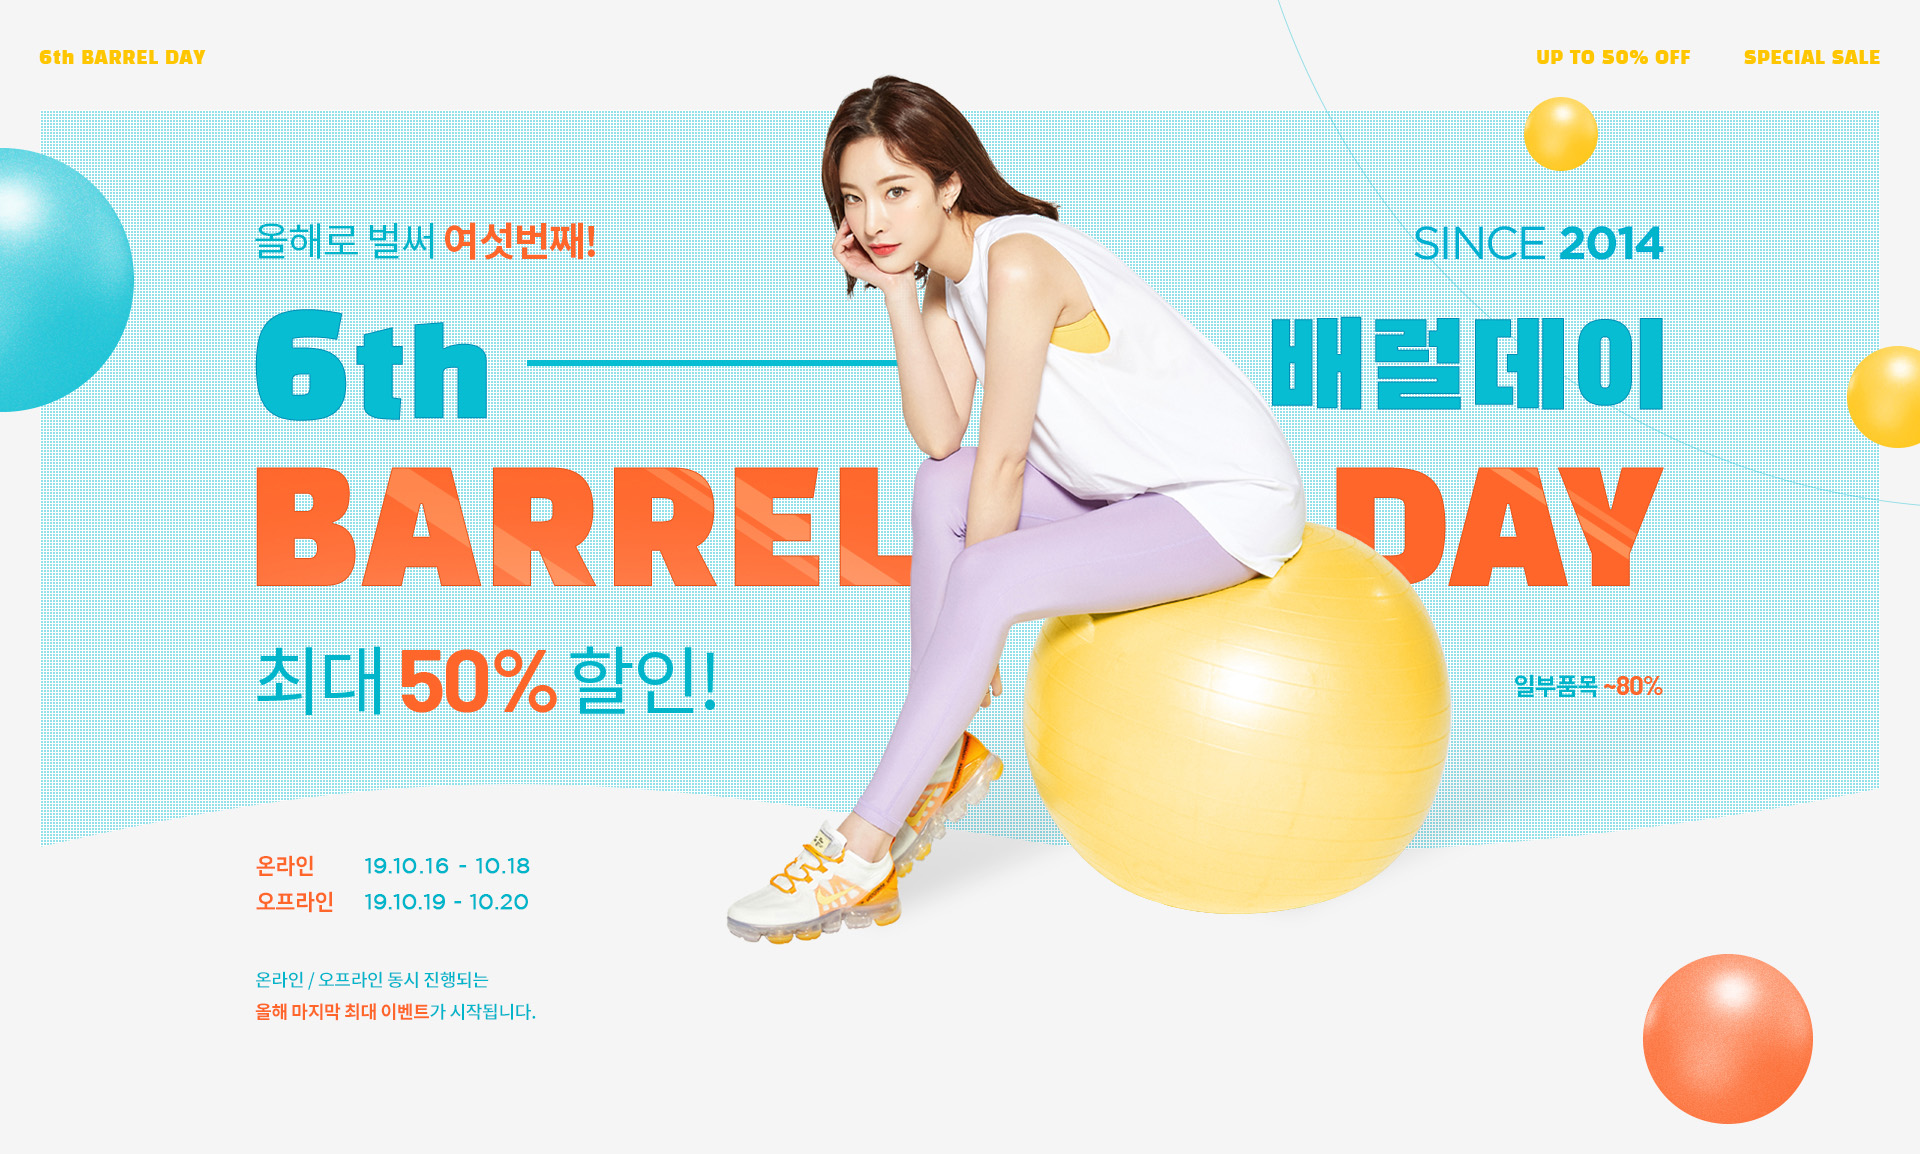 6th BARREL DAY
UP TO 50% OFF
SPECIAL SALE
올해로 벌써 여섯번째!
SINCE 2014
6th
배럴데이
BARREL DAY
최대 50% 할인!
일부품목 ~80%
온라인 19.10.16 - 10.18
오프라인 19.10.19 - 10.20
온라인 / 오프라인 동시 진행되는
올해 마지막 최대 이벤트가 시작됩니다.